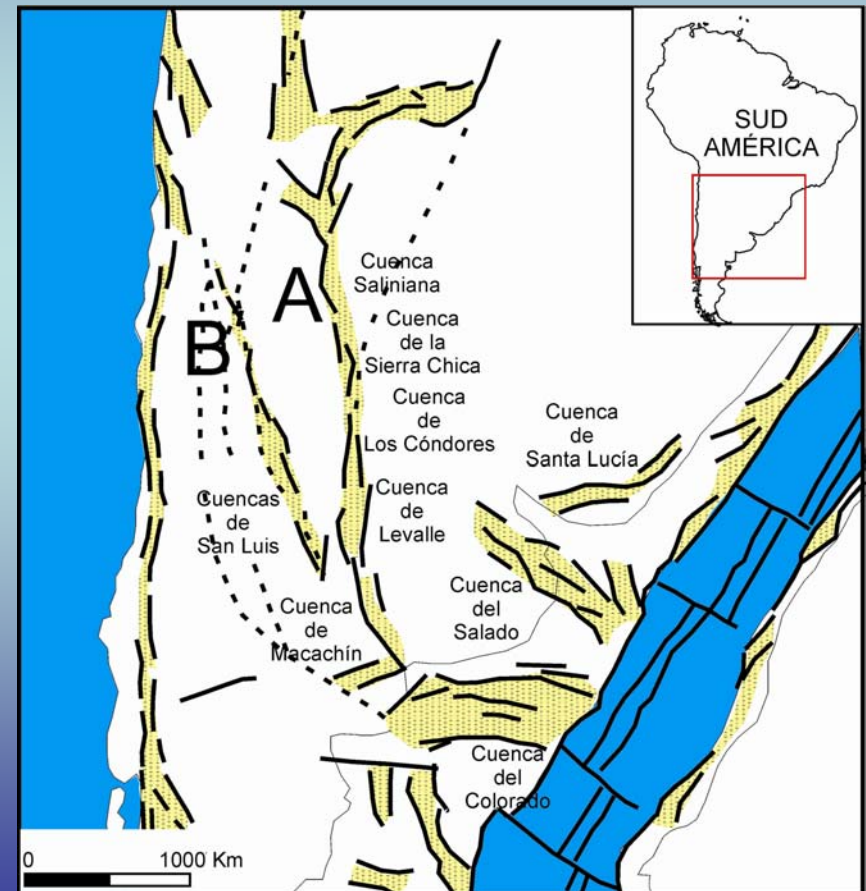 SUD
AMÉRICA
A
B
Cuenca
Saliniana
Cuenca
de la
Sierra Chica
Cuenca
de
Los Cóndores
Cuenca
de
Santa Lucía
Cuenca
de
Levalle
Cuencas
de
San Luis
Cuenca
del
Salado
Cuenca
de
Macachín
Cuenca
del
Colorado
0 1000 Km